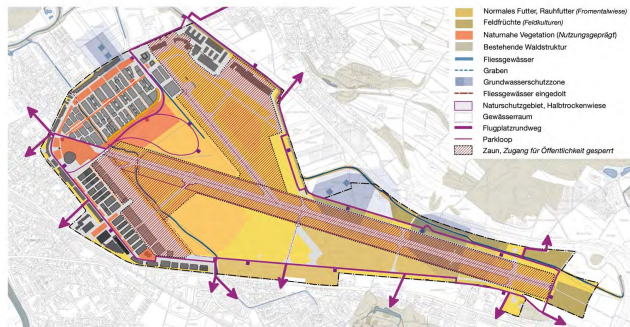 Normales Futter, Rauhfutter (Fromentalwiese)
Feldfrüchte (Feldkulturen)
Naturnahe Vegetation (Nutzungsgeprägt)
Bestehende Waldstruktur
Fliessgewässer
Graben
Grundwasserschutzzone
Fliessgewässer eingedolt
Naturschutzgebiet, Halbtrockenwiese
Gewässerraum
Flugplatzrundweg
Parkloop
Zaun, Zugang für Öffentlichkeit gesperrt